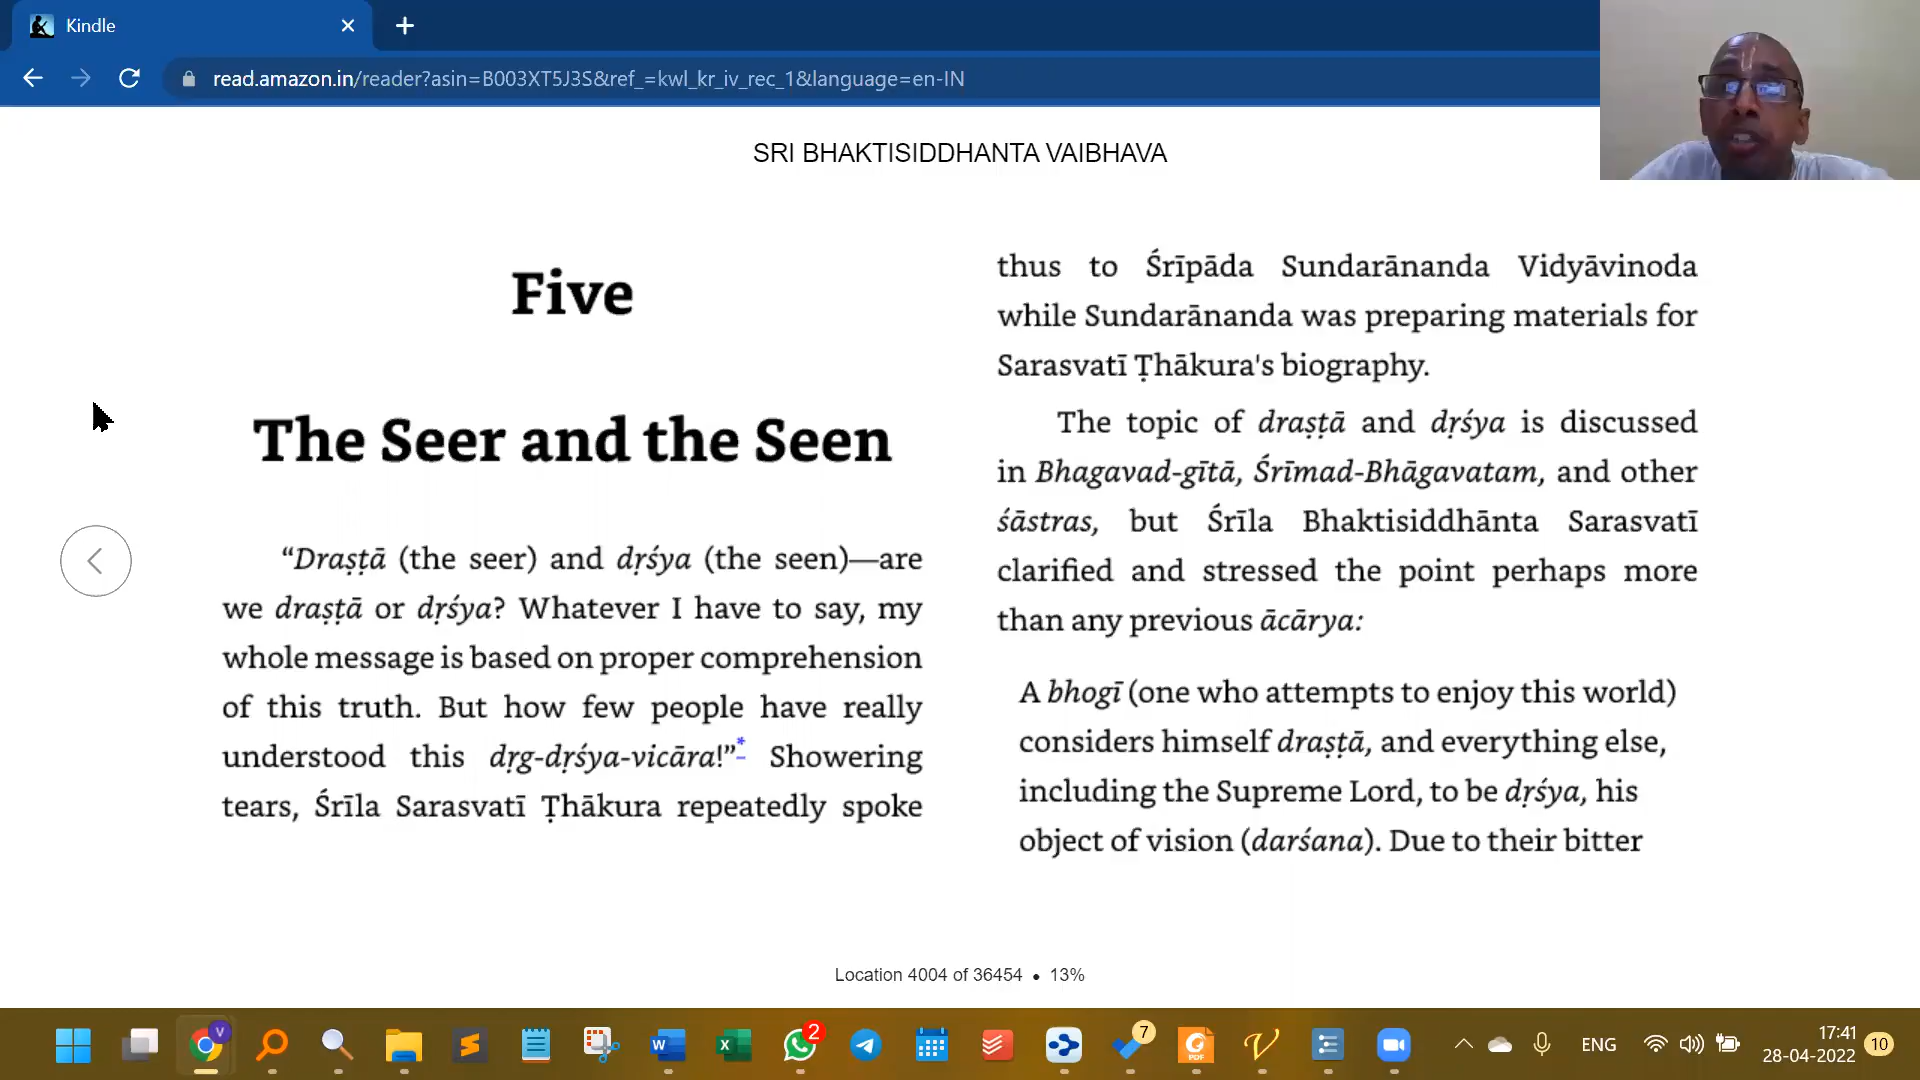 Kindle
read.amazon.in/reader?asin=B003XT5J3S&ref_=kwl_kr_iv_rec_1&language=en-IN
SRI BHAKTISIDDHANTA VAIBHAVA
Five
The Seer and the Seen
“Draṣṭā (the seer) and dṛśya (the seen)—are
we draṣṭā or dṛśya? Whatever I have to say, my
whole message is based on proper comprehension
of this truth. But how few people have really
understood this dṛg-dṛśya-vicāra!”* Showering
tears, Śrīla Sarasvatī Ṭhākura repeatedly spoke
thus to Śrīpāda Sundarānanda Vidyāvinoda
while Sundarānanda was preparing materials for
Sarasvatī Ṭhākura's biography.
The topic of draṣṭā and dṛśya is discussed
in Bhagavad-gītā, Śrīmad-Bhāgavatam, and other
śāstras, but Śrīla Bhaktisiddhānta Sarasvatī
clarified and stressed the point perhaps more
than any previous ācārya:
A bhogī (one who attempts to enjoy this world)
considers himself draṣṭā, and everything else,
including the Supreme Lord, to be dṛśya, his
object of vision (darśana). Due to their bitter
Location 4004 of 36454 • 13%
V
2
7
PDF
ENG
17:41
28-04-2022
10